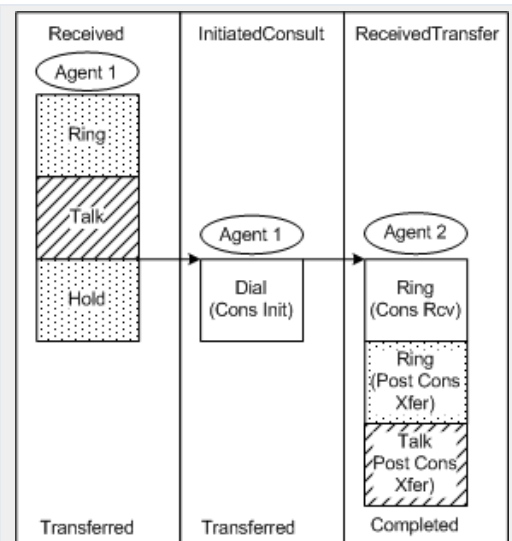 Received
InitiatedConsult
ReceivedTransfer
Agent 1
Ring
Talk
Hold
Agent 1
Dial
(Cons Init)
Agent 2
Ring
(Cons Rcv)
Ring
(Post Cons
Xfer)
Talk
Post Cons
Xfer)
Transferred
Transferred
Completed